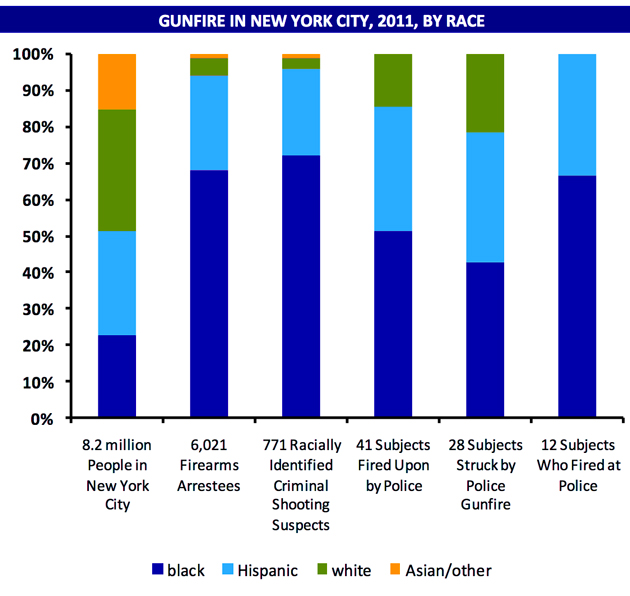 GUNFIRE IN NEW YORK CITY, 2011, BY RACE
100%
90%
80%
70%
60%
50%
40%
30%
20%
10%
0%
8.2 million
People in
New York
City
6,021
Firearms
Arrestees
771 Racially
Identified
Criminal
Shooting
Suspects
41 Subjects
Fired Upon
by Police
28 Subjects
Struck by
Police
Gunfire
12 Subjects
Who Fired at
Police
black
Hispanic
white
Asian/other